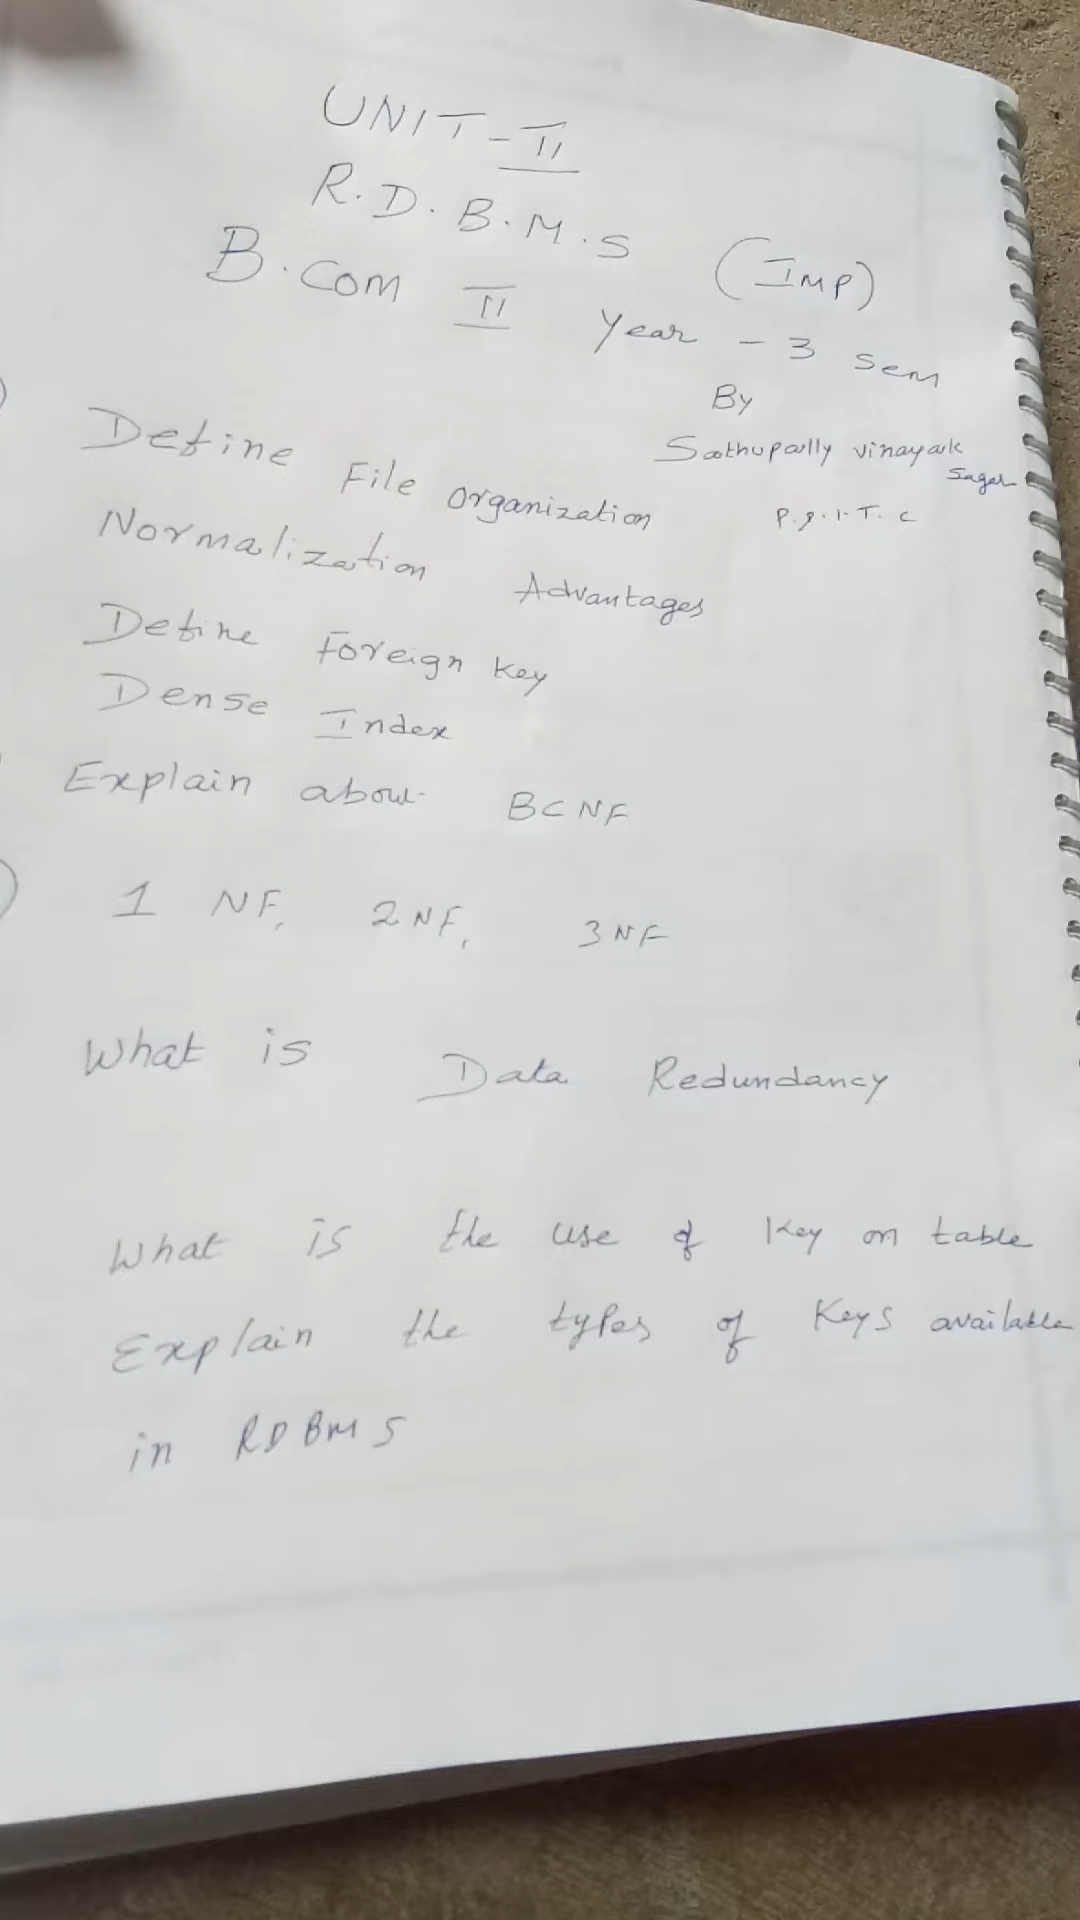 UNIT-II
R.D.B.M.S (IMP)
B.com II Year - 3 sem
By
Soothupally vinayak
Sagar
P.g.I.T.C
Define File organization
Normalization Advantages
Define Foreign key
Dense Index
Explain about BCNF
1 NF, 2NF, 3NF
What is Data Redundancy
What is the use of Key on table
Explain the types of Keys available
in RDBMS